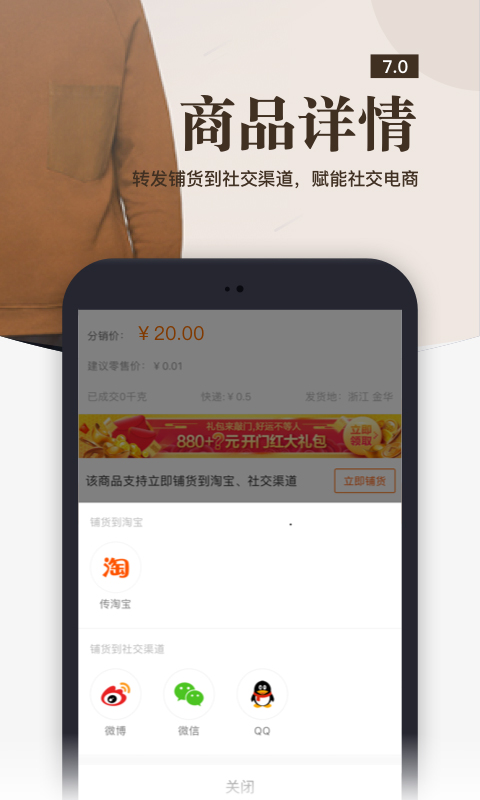 7.0
商品详情
转发铺货到社交渠道，赋能社交电商
分销价： ¥ 20.00
建议零售价： ¥ 0.01
已成交0千克 快递: ¥ 0.5 发货地：浙江 金华
礼包来敲门,好运不等人
880+元开门红大礼包
立即
领取
该商品支持立即铺货到淘宝、社交渠道 立即铺货
铺货到淘宝
淘
传淘宝
铺货到社交渠道
微博 微信 QQ
关闭